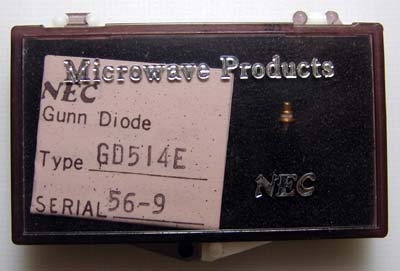 Microwave Products
NEC
Gunn Diode
Type GD514E
SERIAL 56-9
NEC